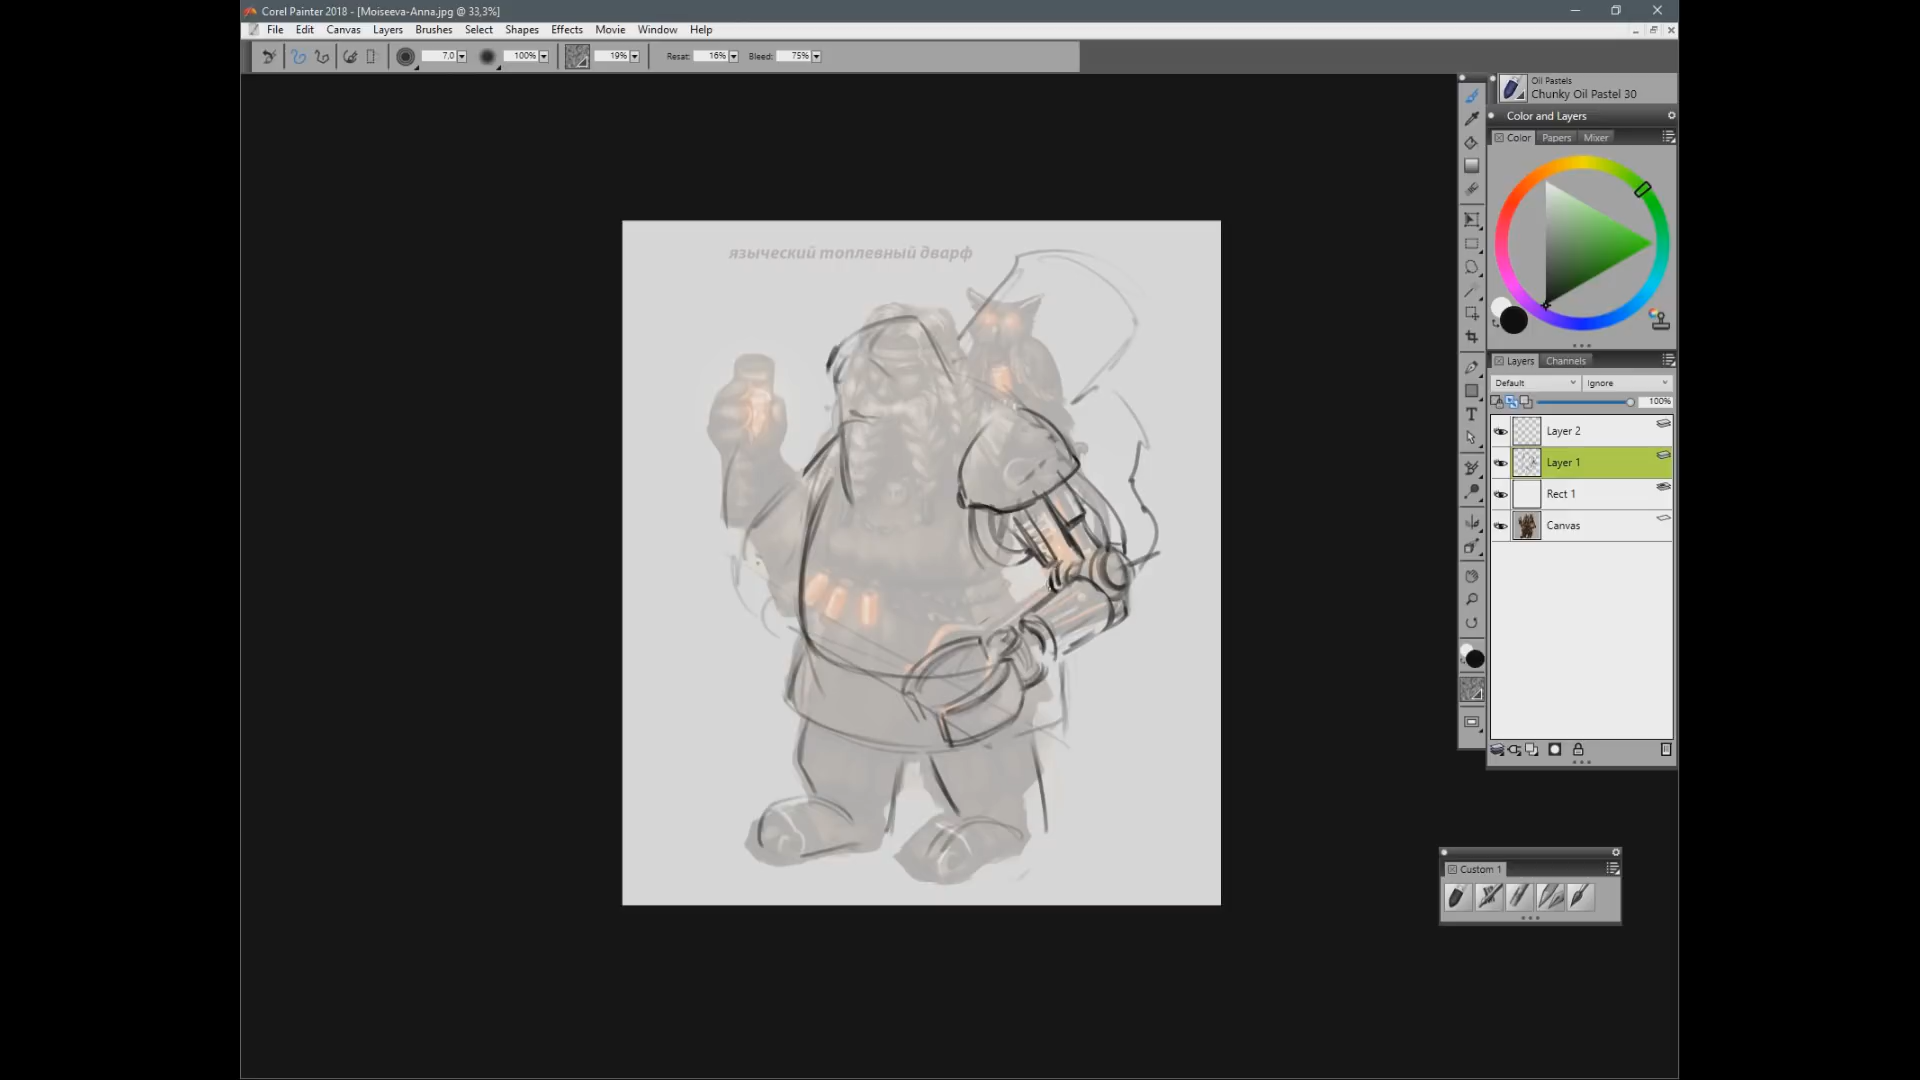 Corel Painter 2018 - [Moiseeva-Anna.jpg @ 33,3%]
File Edit Canvas Layers Brushes Select Shapes Effects Movie Window Help
7,0 100% 19% Resat: 16% Bleed: 75%
Oil Pastels
Chunky Oil Pastel 30
Color and Layers
Color Papers Mixer
языческий топлевный дварф
Layers Channels
Default Ignore
100%
Layer 2
Layer 1
Rect 1
Canvas
Custom 1